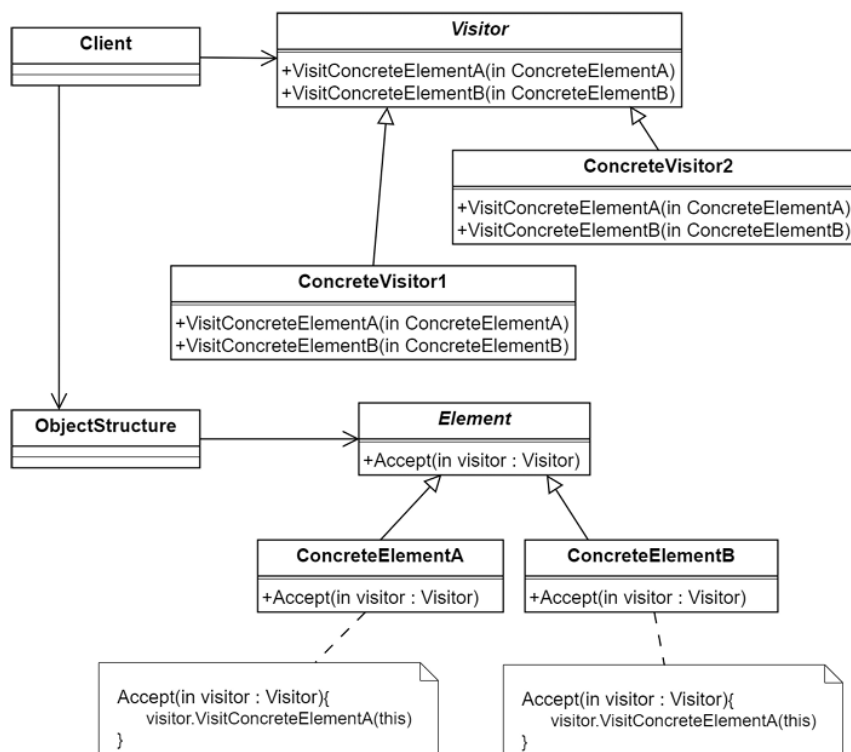 Client
Visitor
+VisitConcreteElementA(in ConcreteElementA)
+VisitConcreteElementB(in ConcreteElementB)
ConcreteVisitor2
+VisitConcreteElementA(in ConcreteElementA)
+VisitConcreteElementB(in ConcreteElementB)
ConcreteVisitor1
+VisitConcreteElementA(in ConcreteElementA)
+VisitConcreteElementB(in ConcreteElementB)
ObjectStructure
Element
+Accept(in visitor : Visitor)
ConcreteElementA
+Accept(in visitor : Visitor)
ConcreteElementB
+Accept(in visitor : Visitor)
Accept(in visitor : Visitor){
visitor.VisitConcreteElementA(this)
}
Accept(in visitor : Visitor){
visitor.VisitConcreteElementA(this)
}